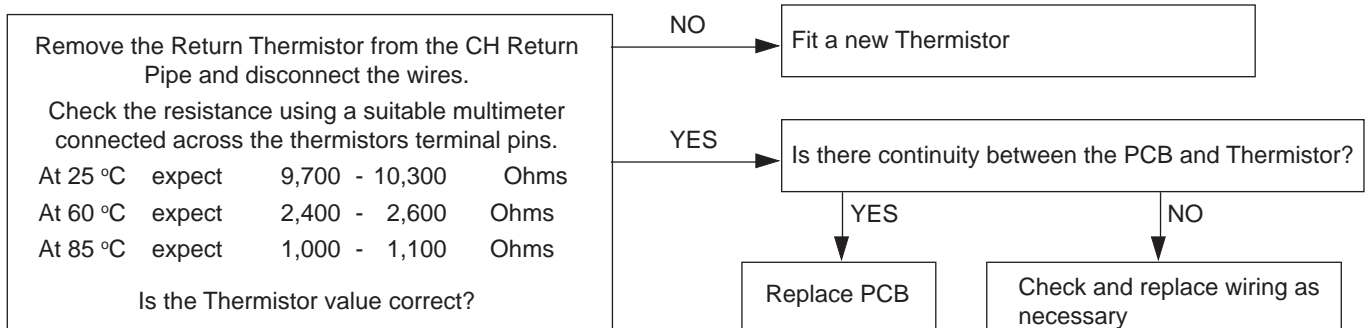 Remove the Return Thermistor from the CH Return
Pipe and disconnect the wires.
Check the resistance using a suitable multimeter
connected across the thermistors terminal pins.
At 25 °C expect 9,700 - 10,300 Ohms
At 60 °C expect 2,400 - 2,600 Ohms
At 85 °C expect 1,000 - 1,100 Ohms
Is the Thermistor value correct?
NO
Fit a new Thermistor
YES
Is there continuity between the PCB and Thermistor?
YES
Replace PCB
NO
Check and replace wiring as
necessary